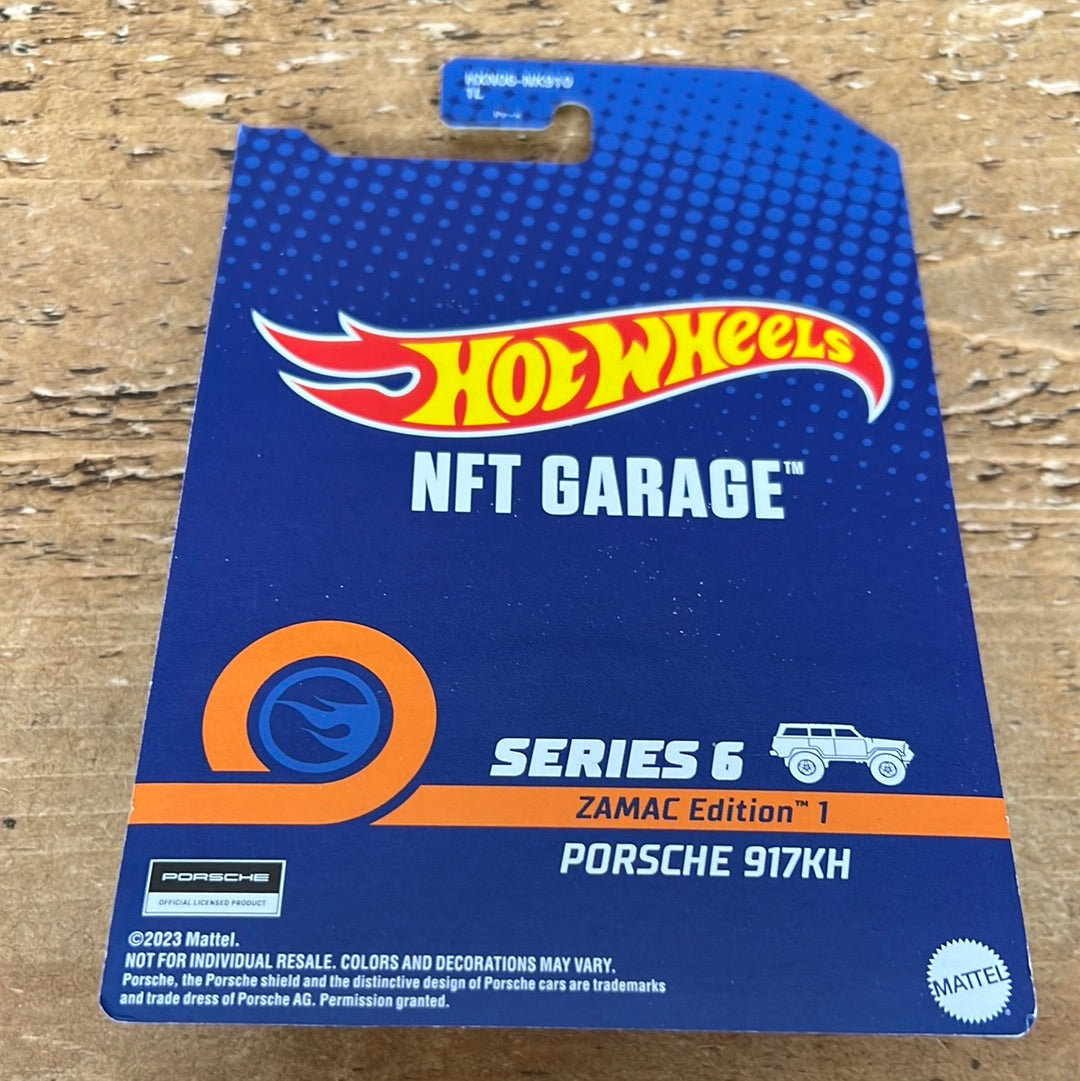 1L
HOT WHEELS
NFT GARAGE™
SERIES 6
ZAMAC Edition™ 1
PORSCHE 917KH
PORSCHE
OFFICIAL LICENSED PRODUCT
©2023 Mattel.
NOT FOR INDIVIDUAL RESALE. COLORS AND DECORATIONS MAY VARY.
Porsche, the Porsche shield and the distinctive design of Porsche cars are trademarks
and trade dress of Porsche AG. Permission granted.
MATTEL